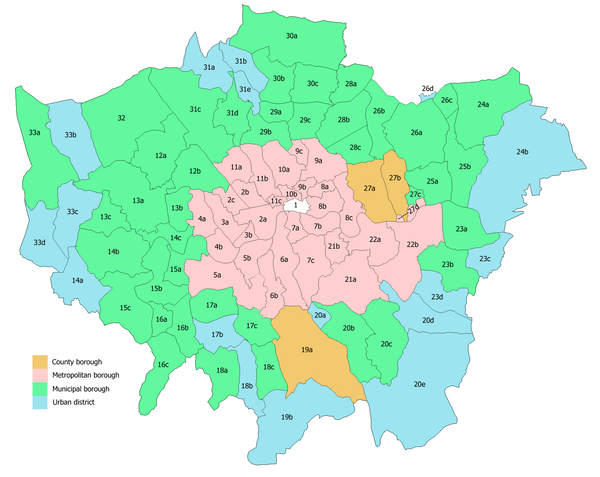 30a
31a
31b
26d
30b
30c
28a
31e
26c
24a
31c
31d
29a
26b
32
33a
33b
29c
28b
26a
29b
24b
12a
9c
28c
9a
25b
11a
10a
12b
11b
27b
25a
9b
8a
27a
2b
10b
27c
13a
2c
11c
1
8b
27d
33c
13c
13b
4a
3a
2a
8c
7a
7b
23a
33d
14c
3b
22a
22b
14b
4b
21b
5b
6a
7c
23c
15a
5a
23b
14a
21a
15b
6b
23d
15c
17a
20a
16a
16b
17c
20b
20d
17b
19a
20c
16c
18a
18c
18b
20e
19b
County borough
Metropolitan borough
Municipal borough
Urban district